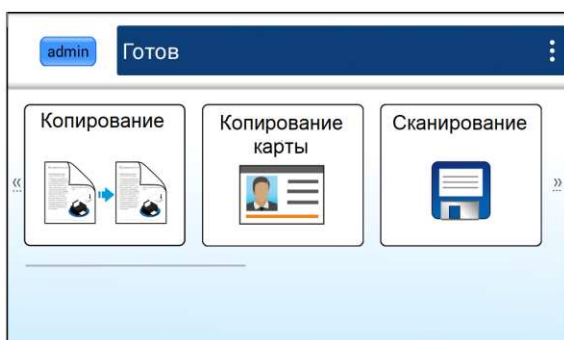 admin
Готов
Копирование
Копирование
карты
Сканирование
«
»